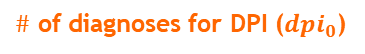 # of diagnoses for DPI (dpi₀)